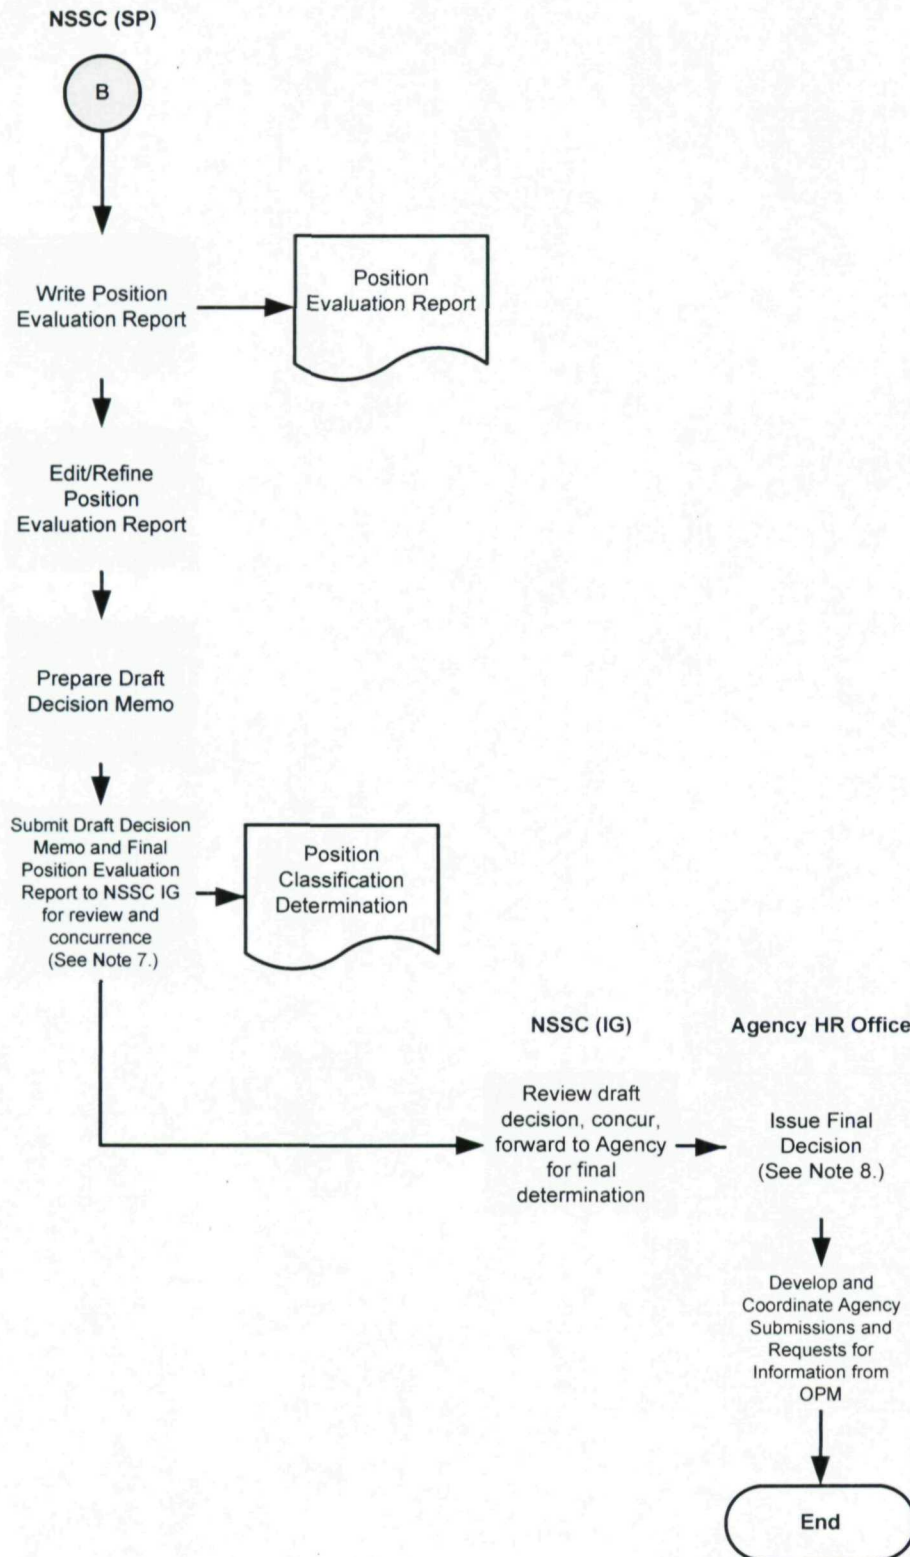 NSSC (SP)
B
Write Position
Evaluation Report
Position
Evaluation Report
Edit/Refine
Position
Evaluation Report
Prepare Draft
Decision Memo
Submit Draft Decision
Memo and Final
Position Evaluation
Report to NSSC IG
for review and
concurrence
(See Note 7.)
Position
Classification
Determination
NSSC (IG)
Review draft
decision, concur,
forward to Agency
for final
determination
Agency HR Office
Issue Final
Decision
(See Note 8.)
Develop and
Coordinate Agency
Submissions and
Requests for
Information from
OPM
End